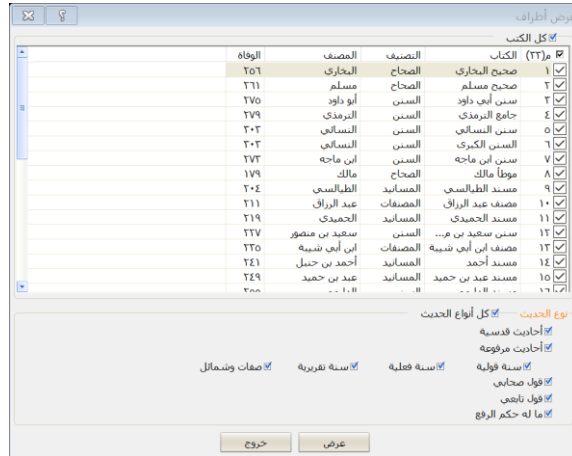 عرض أطراف
كل الكتب
م(٢٣) الكتاب التصنيف المصنف الوفاة
١ صحيح البخاري الصحاح البخاري ٢٥٦
٢ صحيح مسلم الصحاح مسلم ٢٦١
٣ سنن أبي داود السنن أبو داود ٢٧٥
٤ جامع الترمذي السنن الترمذي ٢٧٩
٥ سنن النسائي السنن النسائي ٣٠٣
٦ السنن الكبرى السنن النسائي ٣٠٣
٧ سنن ابن ماجه السنن ابن ماجه ٢٧٣
٨ موطأ مالك الصحاح مالك ١٧٩
٩ مسند الطيالسي المسانيد الطيالسي ٢٠٤
١٠ مصنف عبد الرزاق المصنفات عبد الرزاق ٢١١
١١ مسند الحميدي المسانيد الحميدي ٢١٩
١٢ سنن سعيد بن م... السنن سعيد بن منصور ٢٢٧
١٣ مصنف ابن أبي شيبة المصنفات ابن أبي شيبة ٢٣٥
١٤ مسند أحمد المسانيد أحمد بن حنبل ٢٤١
١٥ مسند عبد بن حميد المسانيد عبد بن حميد ٢٤٩
نوع الحديث كل أنواع الحديث
أحاديث قدسية
أحاديث مرفوعة
سنة قولية سنة فعلية سنة تقريرية صفات وشمائل
قول صحابي
قول تابعي
ما له حكم الرفع
عرض خروج